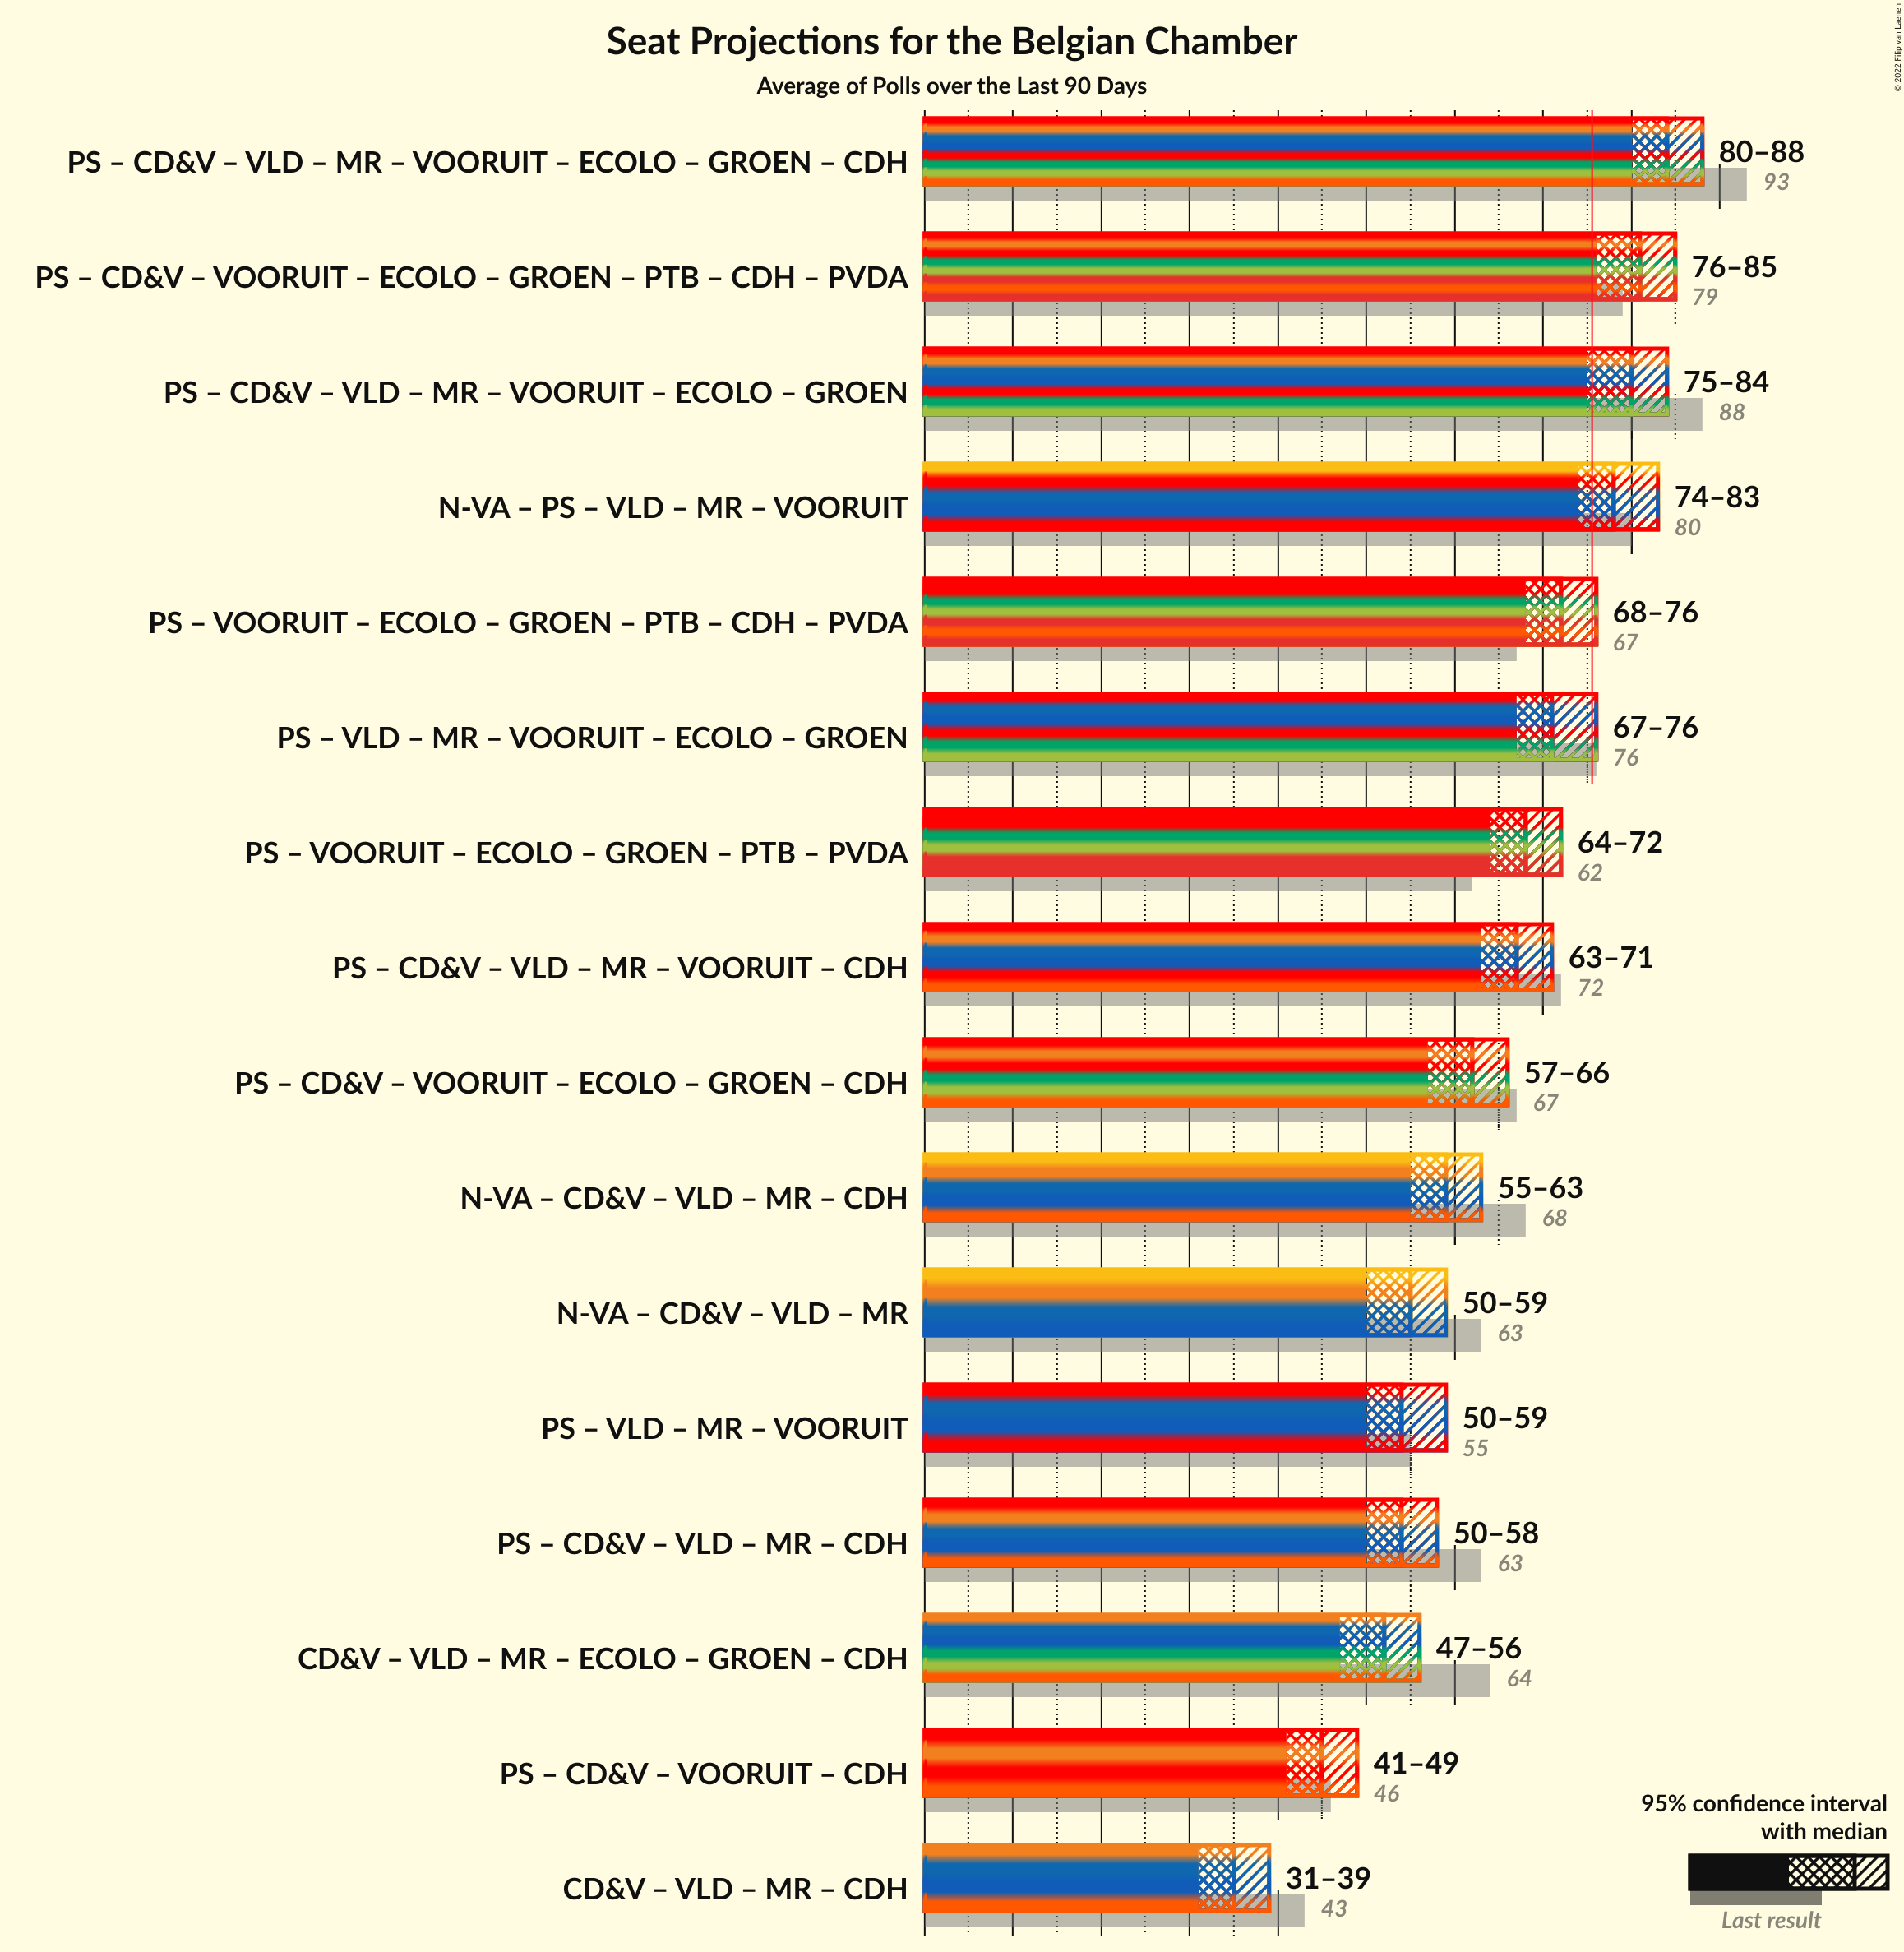 Seat Projections for the Belgian Chamber
Average of Polls over the Last 90 Days
© 2022 Filip van Laenen
PS – CD&V – VLD – MR – VOORUIT – ECOLO – GROEN – CDH
80–88
93
PS – CD&V – VOORUIT – ECOLO – GROEN – PTB – CDH – PVDA
76–85
79
PS – CD&V – VLD – MR – VOORUIT – ECOLO – GROEN
75–84
88
N-VA – PS – VLD – MR – VOORUIT
74–83
80
PS – VOORUIT – ECOLO – GROEN – PTB – CDH – PVDA
68–76
67
PS – VLD – MR – VOORUIT – ECOLO – GROEN
67–76
76
PS – VOORUIT – ECOLO – GROEN – PTB – PVDA
64–72
62
PS – CD&V – VLD – MR – VOORUIT – CDH
63–71
72
PS – CD&V – VOORUIT – ECOLO – GROEN – CDH
57–66
67
N-VA – CD&V – VLD – MR – CDH
55–63
68
N-VA – CD&V – VLD – MR
50–59
63
PS – VLD – MR – VOORUIT
50–59
55
PS – CD&V – VLD – MR – CDH
50–58
63
CD&V – VLD – MR – ECOLO – GROEN – CDH
47–56
64
PS – CD&V – VOORUIT – CDH
41–49
46
CD&V – VLD – MR – CDH
31–39
43
95% confidence interval
with median
Last result